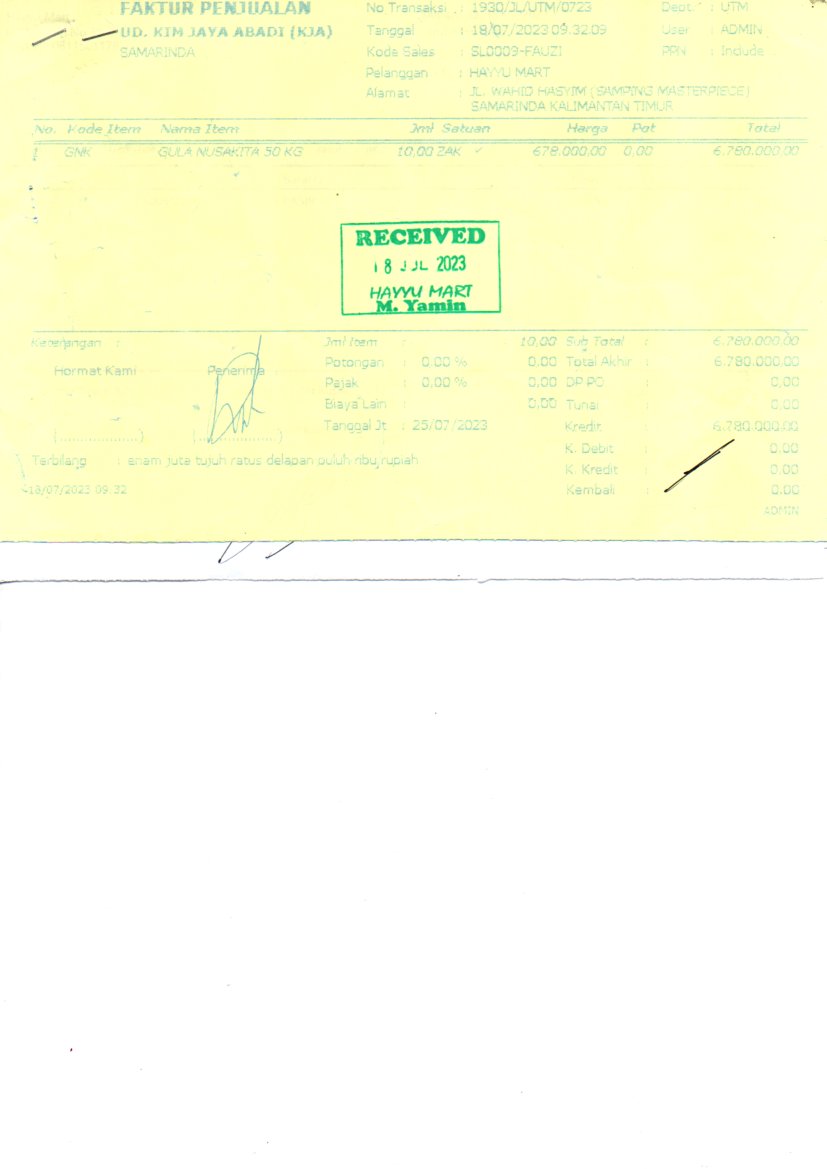 FAKTUR PENJUALAN
UD. KIM JAYA ABADI (KJA)
SAMARINDA
No Transaksi : 1930/JL/UTM/0723
Tanggal : 18/07/2023 09.32.09
Kode Sales : SL0009-FAUZI
Pelanggan : HAYYU MART
Alamat : JL. WAHID HASYIM (SAMPING MASTERPIECE)
SAMARINDA KALIMANTAN TIMUR
Dept. : UTM
User : ADMIN
PPN : Include
No. Kode Item Nama Item Jml Satuan Harga Pot Total
1 GNK GULA NUSAKITA 50 KG 10,00 ZAK 678.000,00 0,00 6.780.000,00
RECEIVED
18 JUL 2023
HAYYU MART
M. Yamin
Keterangan :
Hormat Kami Penerima
(....................) (....................)
Jml Item : 10,00
Potongan : 0,00 % 0,00
Pajak : 0,00 % 0,00
Biaya Lain : 0,00
Tanggal Jt : 25/07/2023
Sub Total : 6.780.000,00
Total Akhir : 6.780.000,00
DP PO : 0,00
Tunai : 0,00
Kredit : 6.780.000,00
K. Debit : 0,00
K. Kredit : 0,00
Kembali : 0,00
Terbilang : enam juta tujuh ratus delapan puluh ribu rupiah
18/07/2023 09.32
ADMIN